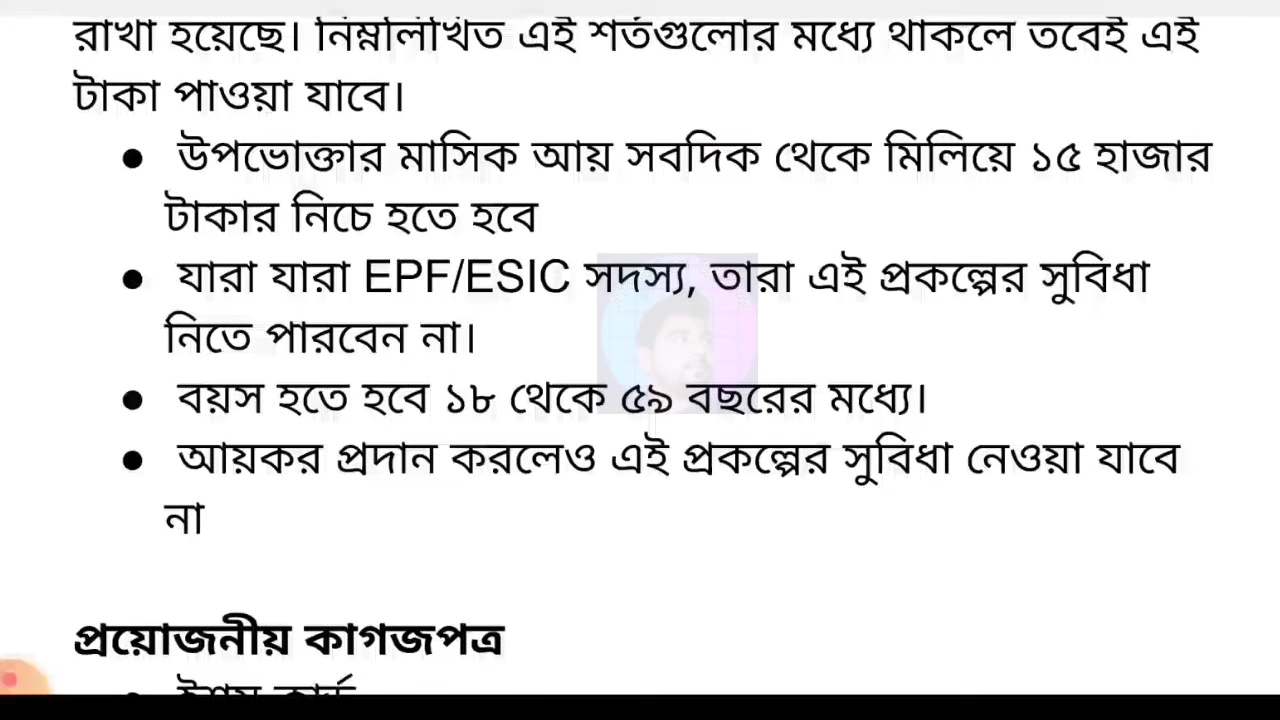 রাখা হয়েছে। নিম্নলিখিত এই শর্তগুলোর মধ্যে থাকলে তবেই এই
টাকা পাওয়া যাবে।
● উপভোক্তার মাসিক আয় সবদিক থেকে মিলিয়ে ১৫ হাজার
টাকার নিচে হতে হবে
● যারা যারা EPF/ESIC সদস্য, তারা এই প্রকল্পের সুবিধা
নিতে পারবেন না।
● বয়স হতে হবে ১৮ থেকে ৫৯ বছরের মধ্যে।
● আয়কর প্রদান করলেও এই প্রকল্পের সুবিধা নেওয়া যাবে
না
প্রয়োজনীয় কাগজপত্র
● ইশ্রম কার্ড